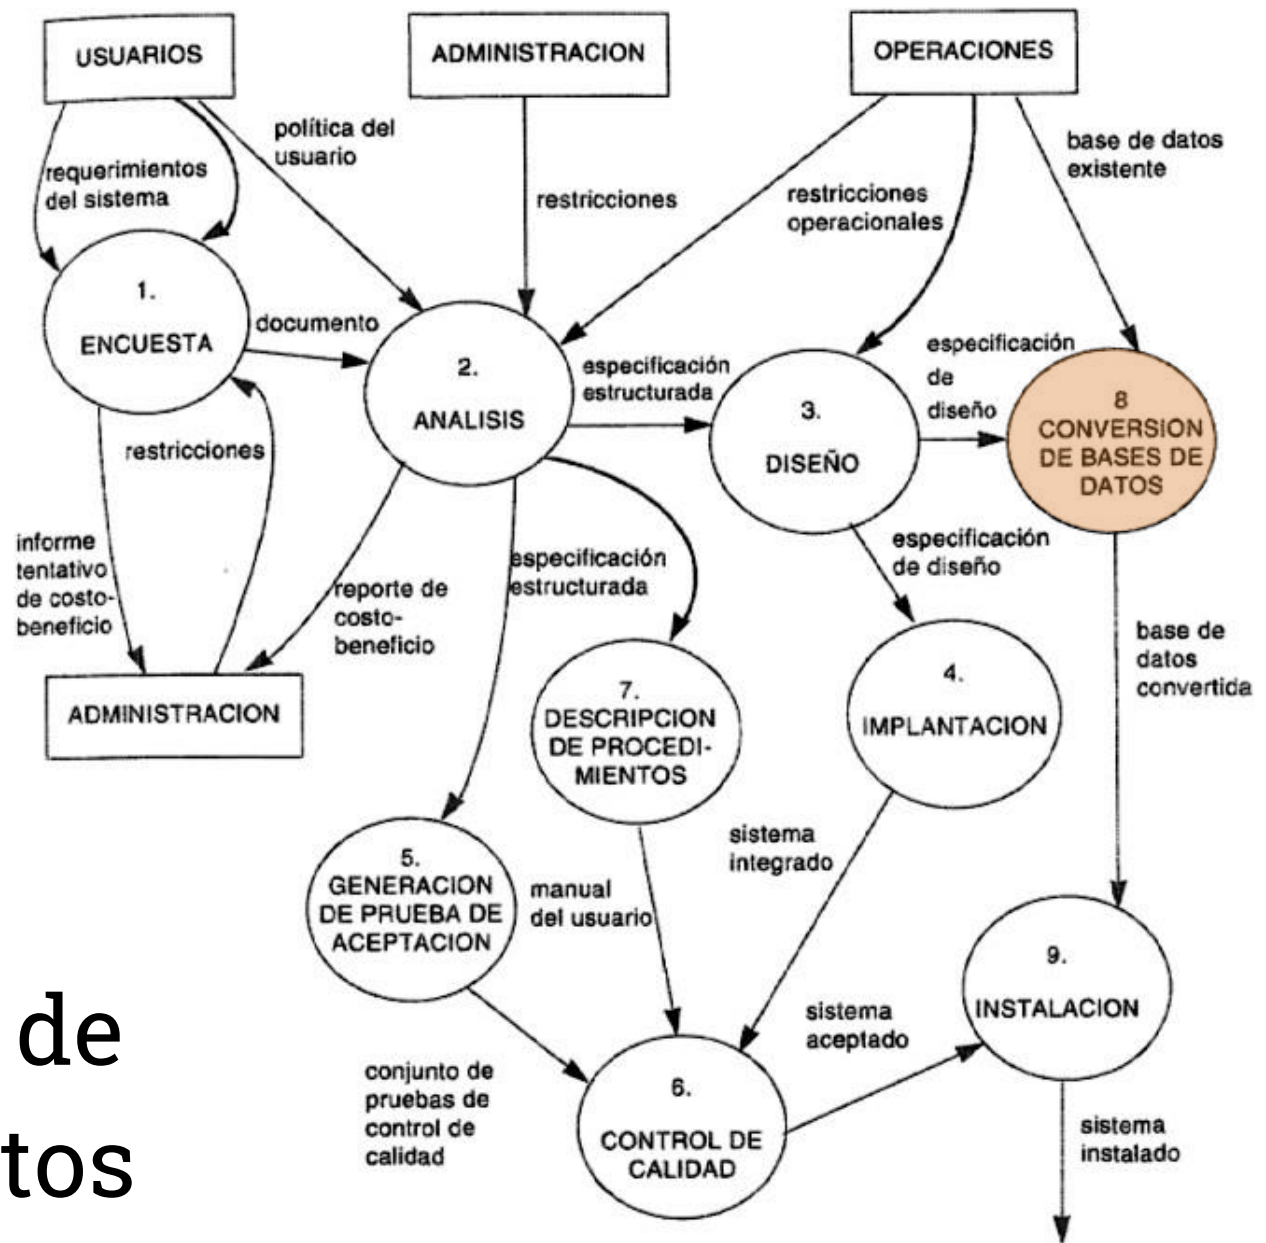 USUARIOS
ADMINISTRACION
OPERACIONES
política del
usuario
base de datos
existente
requerimientos
del sistema
restricciones
restricciones
operacionales
1.
ENCUESTA
documento
2.
ANALISIS
especificación
estructurada
3.
DISEÑO
especificación
de
diseño
8
CONVERSION
DE BASES DE
DATOS
restricciones
informe
tentativo
de costo-
beneficio
reporte de
costo-
beneficio
especificación
estructurada
especificación
de diseño
base de
datos
convertida
ADMINISTRACION
7.
DESCRIPCION
DE PROCEDI-
MIENTOS
4.
IMPLANTACION
5.
GENERACION
DE PRUEBA DE
ACEPTACION
manual
del usuario
sistema
integrado
9.
INSTALACION
conjunto de
pruebas de
control de
calidad
6.
CONTROL DE
CALIDAD
sistema
aceptado
sistema
instalado
de
tos